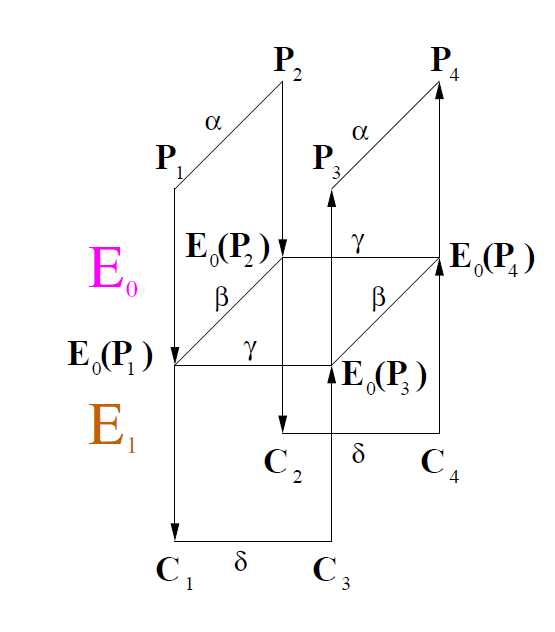 P₂ P₄
α α
P₁ P₃
E₀(P₂) γ E₀(P₄)
E₀
β β
E₀(P₁) γ E₀(P₃)
E₁
C₂ δ C₄
C₁ δ C₃